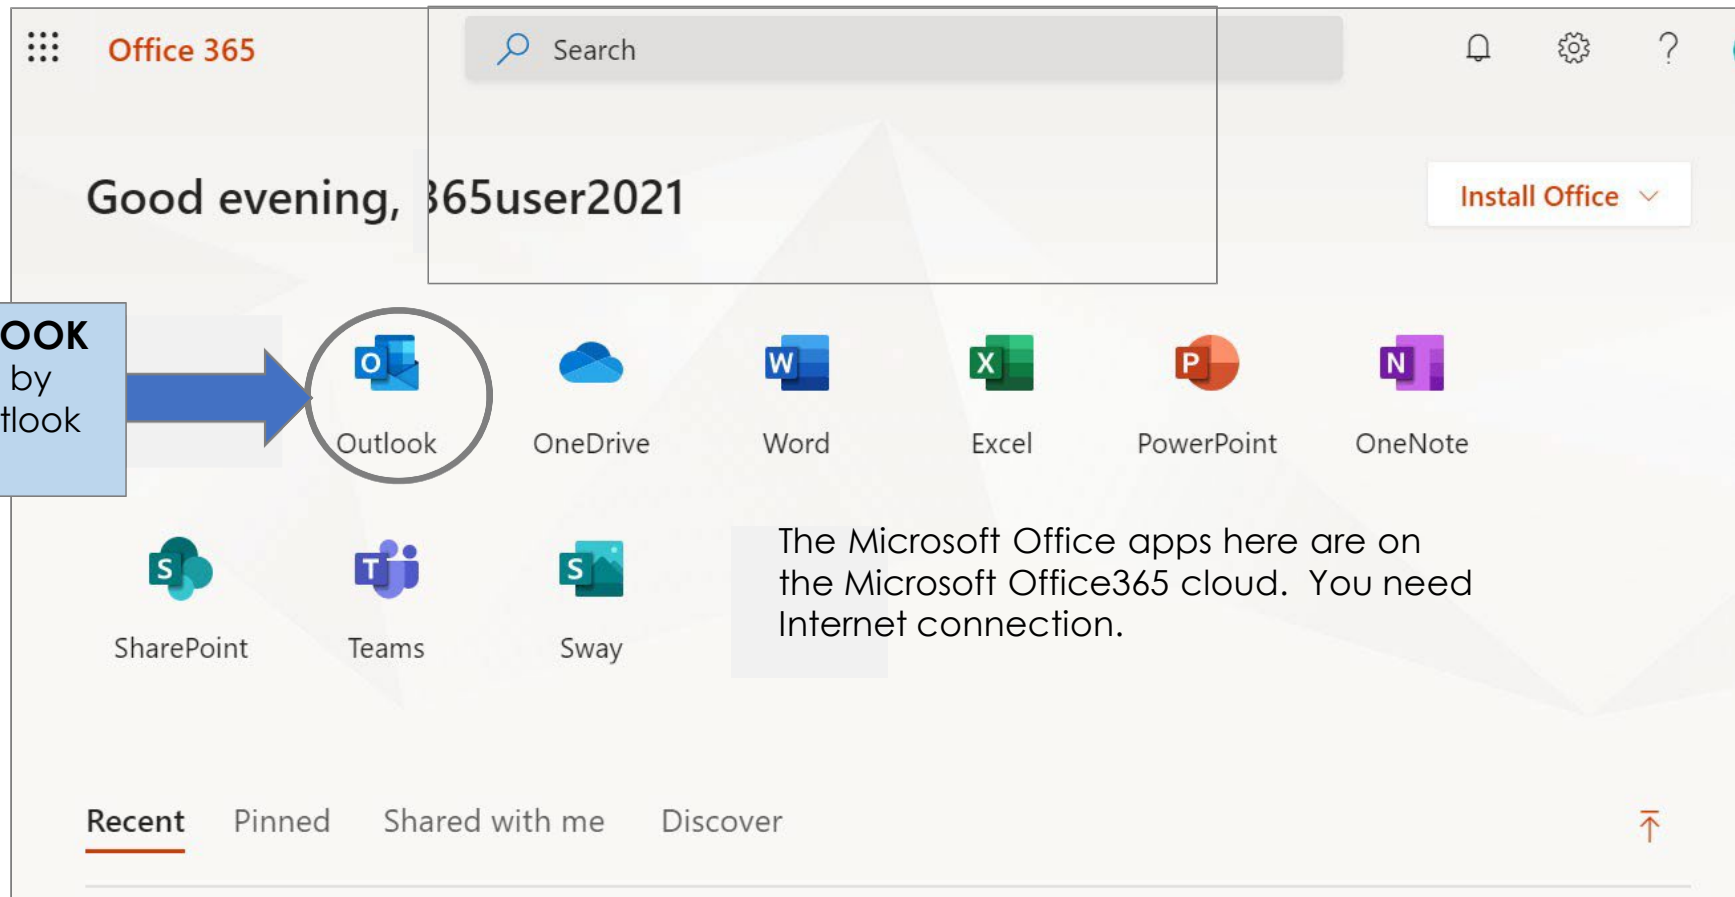 Office 365
Search
Good evening, 365user2021
Install Office
OOK
by
tlook
Outlook
OneDrive
Word
Excel
PowerPoint
OneNote
The Microsoft Office apps here are on
the Microsoft Office365 cloud. You need
Internet connection.
SharePoint
Teams
Sway
Recent
Pinned
Shared with me
Discover